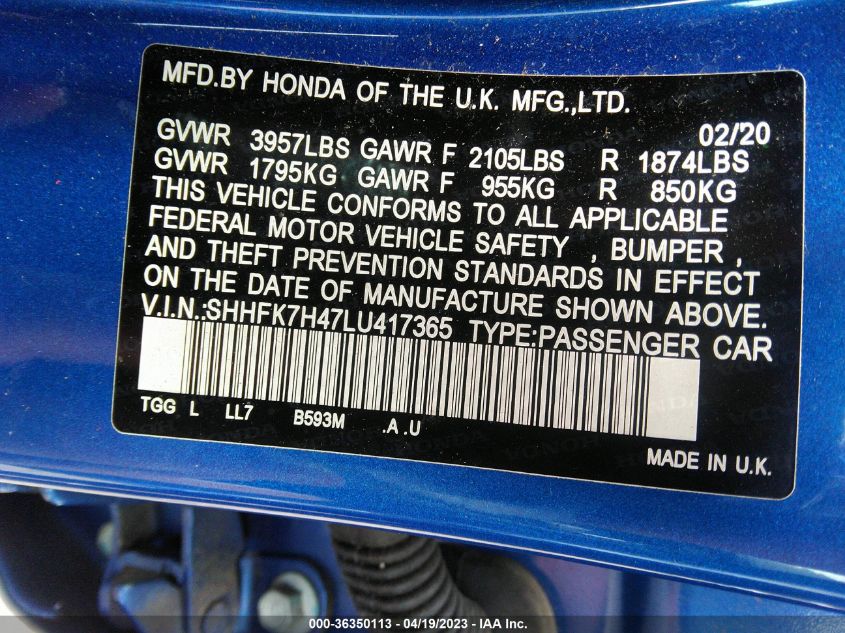 MFD.BY HONDA OF THE U.K. MFG.,LTD.
02/20
GVWR 3957LBS GAWR F 2105LBS R 1874LBS
GVWR 1795KG GAWR F 955KG R 850KG
THIS VEHICLE CONFORMS TO ALL APPLICABLE
FEDERAL MOTOR VEHICLE SAFETY , BUMPER ,
AND THEFT PREVENTION STANDARDS IN EFFECT
ON THE DATE OF MANUFACTURE SHOWN ABOVE.
V.I.N.:SHHFK7H47LU417365 TYPE:PASSENGER CAR
TGG L LL7 B593M .A .U
MADE IN U.K.
000-36350113 - 04/19/2023 - IAA Inc.